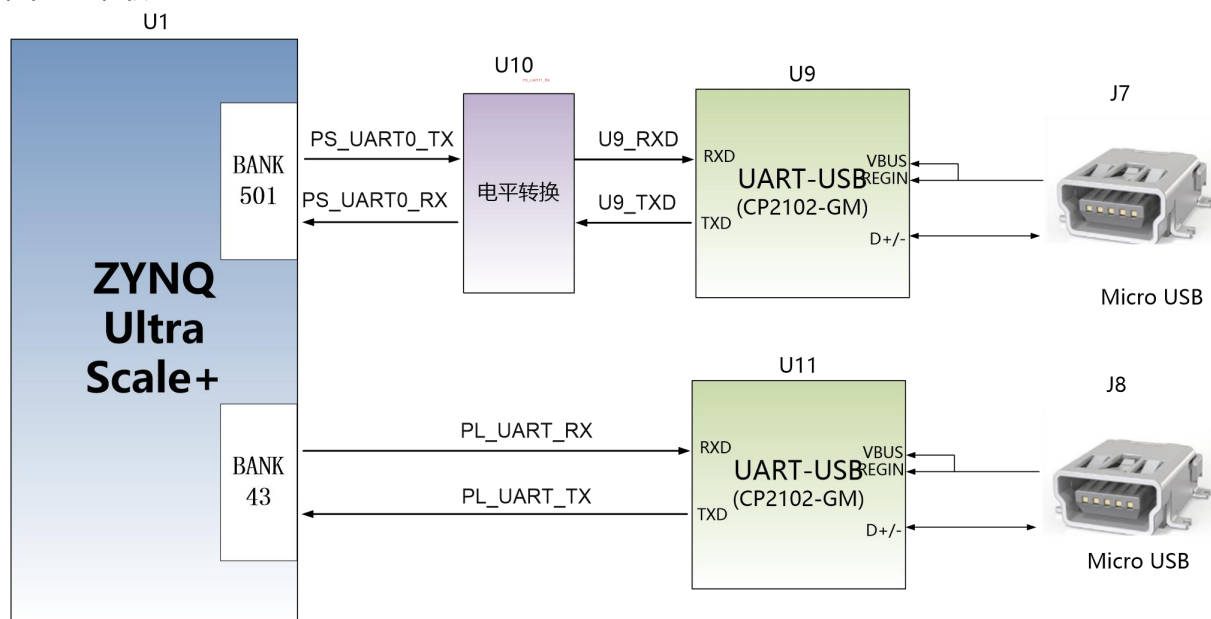 U1
U10
PS_UART1_RX
U9
J7
BANK
501
PS_UART0_TX
PS_UART0_RX
电平转换
U9_RXD
U9_TXD
RXD
TXD
UART-USB
(CP2102-GM)
VBUS
REGIN
D+/-
Micro USB
ZYNQ
Ultra
Scale+
U11
J8
BANK
43
PL_UART_RX
PL_UART_TX
RXD
TXD
UART-USB
(CP2102-GM)
VBUS
REGIN
D+/-
Micro USB